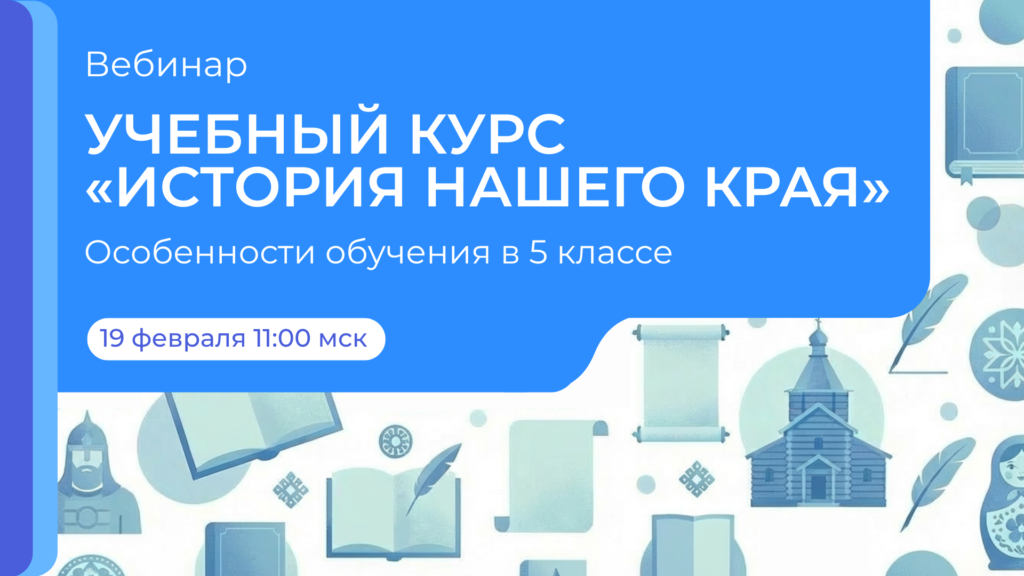 Вебинар
УЧЕБНЫЙ КУРС
«ИСТОРИЯ НАШЕГО КРАЯ»
Особенности обучения в 5 классе
19 февраля 11:00 мск